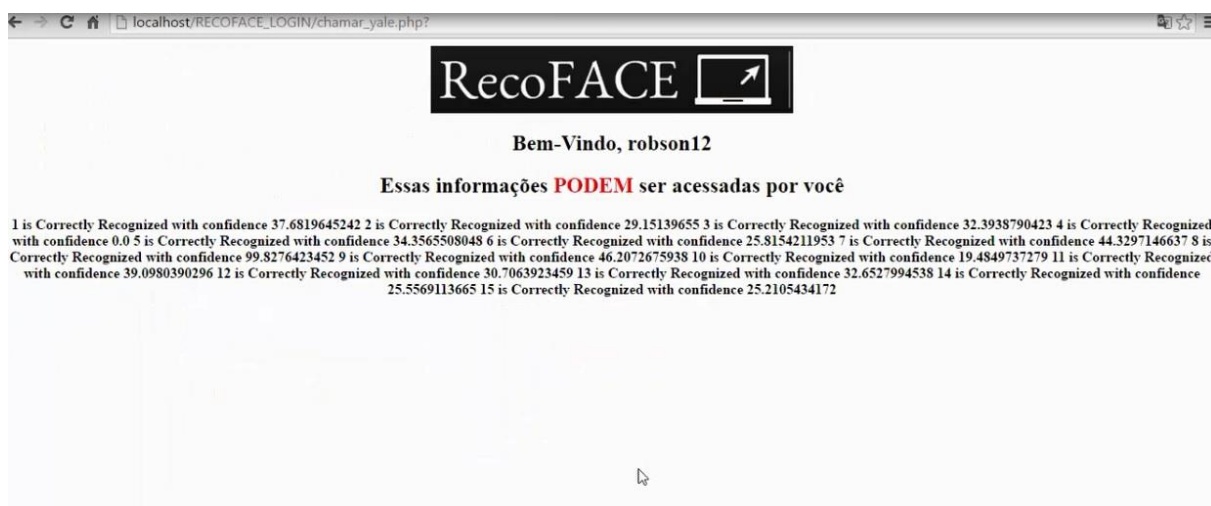 localhost/RECOFACE_LOGIN/chamar_yale.php?
RecoFACE
Bem-Vindo, robson12
Essas informações PODEM ser acessadas por você
1 is Correctly Recognized with confidence 37.6819645242 2 is Correctly Recognized with confidence 29.15139655 3 is Correctly Recognized with confidence 32.3938790423 4 is Correctly Recognized
with confidence 0.0 5 is Correctly Recognized with confidence 34.3565508048 6 is Correctly Recognized with confidence 25.8154211953 7 is Correctly Recognized with confidence 44.3297146637 8 is
Correctly Recognized with confidence 99.8276423452 9 is Correctly Recognized with confidence 46.2072675938 10 is Correctly Recognized with confidence 19.4849737279 11 is Correctly Recognized
with confidence 39.0980390296 12 is Correctly Recognized with confidence 30.7063923459 13 is Correctly Recognized with confidence 32.6527994538 14 is Correctly Recognized with confidence
25.5569113665 15 is Correctly Recognized with confidence 25.2105434172